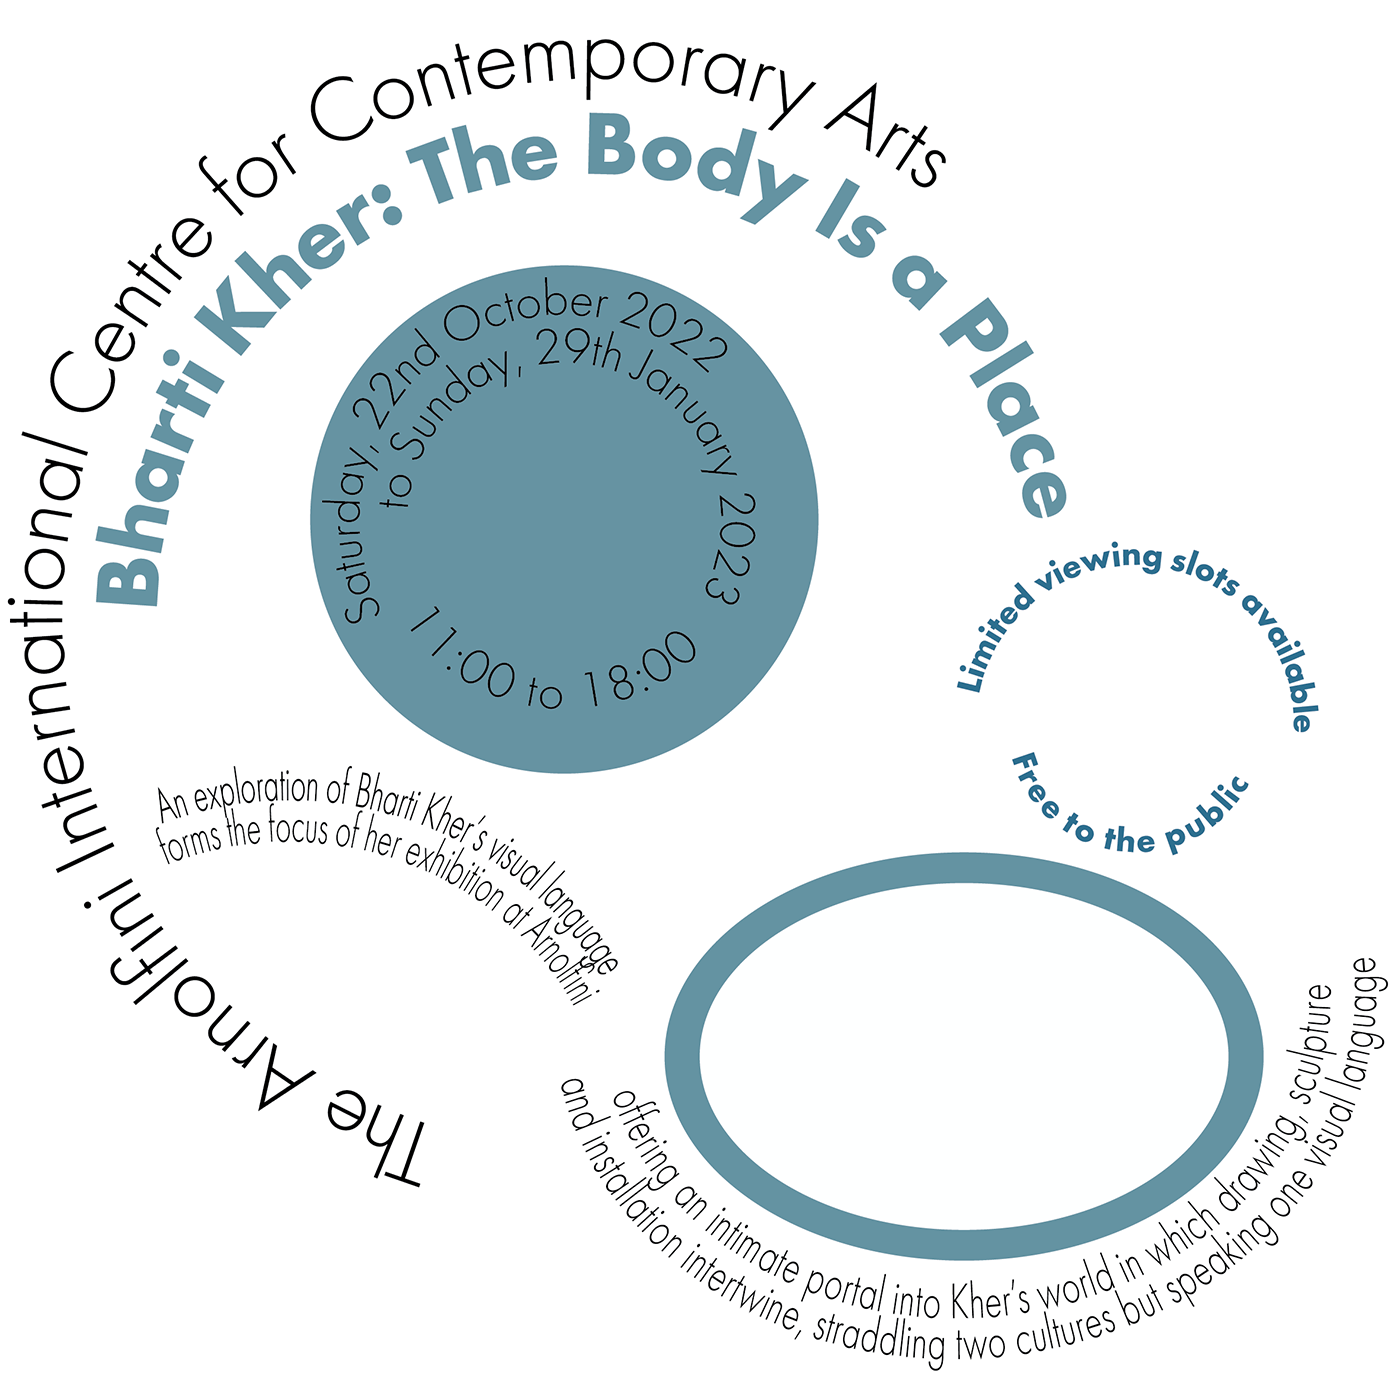 The Arnolfini International Centre for Contemporary Arts
Bharti Kher: The Body Is a Place
Saturday, 22nd October 2022
to Sunday, 29th January 2023
11:00 to 18:00
Limited viewing slots available
Free to the public
An exploration of Bharti Kher's visual language
forms the focus of her exhibition at Arnolfini
offering an intimate portal into Kher's world in which drawing, sculpture
and installation intertwine, straddling two cultures but speaking one visual language